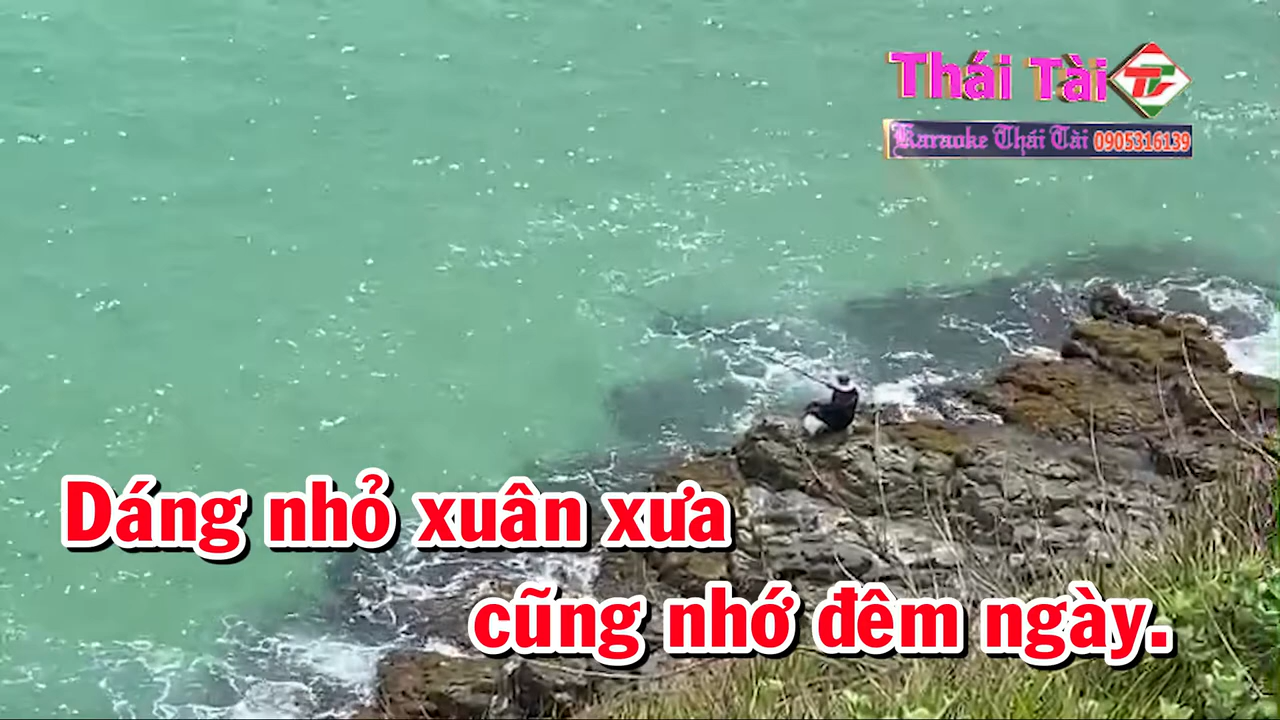 Thái Tài
Karaoke Thái Tài 0905316139
Dáng nhỏ xuân xưa
cũng nhớ đêm ngày.